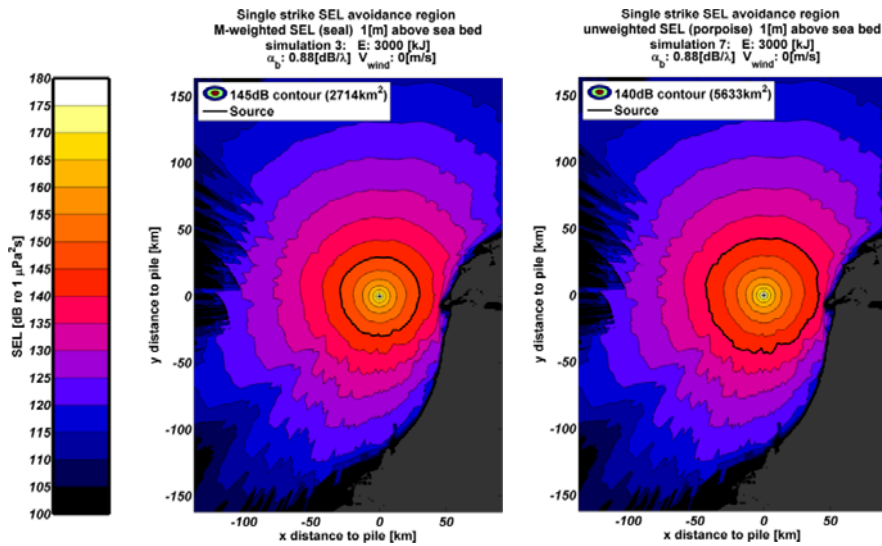 Single strike SEL avoidance region
M-weighted SEL (seal) 1[m] above sea bed
simulation 3: E: 3000 [kJ]
α_b: 0.88[dB/λ] V_wind: 0[m/s]
Single strike SEL avoidance region
unweighted SEL (porpoise) 1[m] above sea bed
simulation 7: E: 3000 [kJ]
α_b: 0.88[dB/λ] V_wind: 0[m/s]
SEL [dB re 1 μPa²s]
180
175
170
165
160
155
150
145
140
135
130
125
120
115
110
105
100
145dB contour (2714km²)
Source
y distance to pile [km]
150
100
50
0
-50
-100
-150
-100
-50
0
50
x distance to pile [km]
140dB contour (5633km²)
Source
y distance to pile [km]
150
100
50
0
-50
-100
-150
-100
-50
0
50
x distance to pile [km]